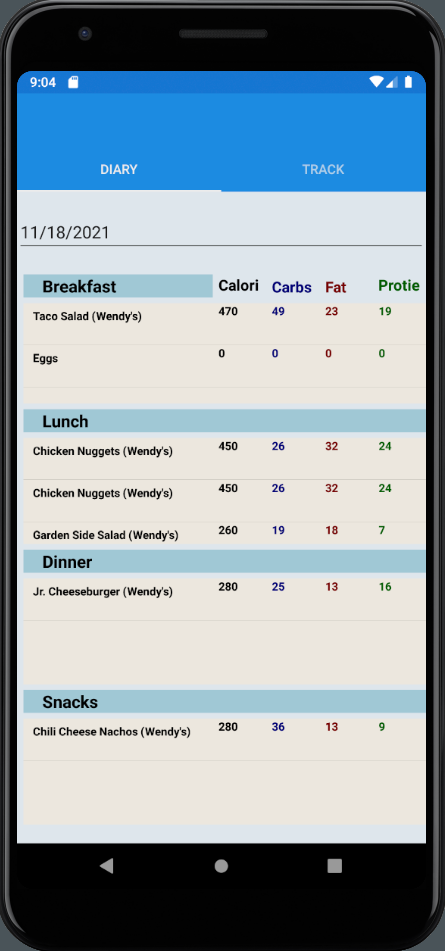 9:04
DIARY TRACK
11/18/2021
Breakfast Calori Carbs Fat Protie
Taco Salad (Wendy's) 470 49 23 19
Eggs 0 0 0 0
Lunch
Chicken Nuggets (Wendy's) 450 26 32 24
Chicken Nuggets (Wendy's) 450 26 32 24
Garden Side Salad (Wendy's) 260 19 18 7
Dinner
Jr. Cheeseburger (Wendy's) 280 25 13 16
Snacks
Chili Cheese Nachos (Wendy's) 280 36 13 9